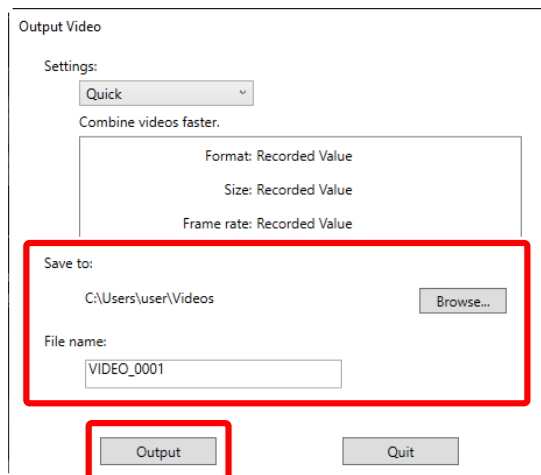 Output Video
Settings:
Quick
Combine videos faster.
Format: Recorded Value
Size: Recorded Value
Frame rate: Recorded Value
Save to:
C:\Users\user\Videos
Browse...
File name:
VIDEO_0001
Output
Quit